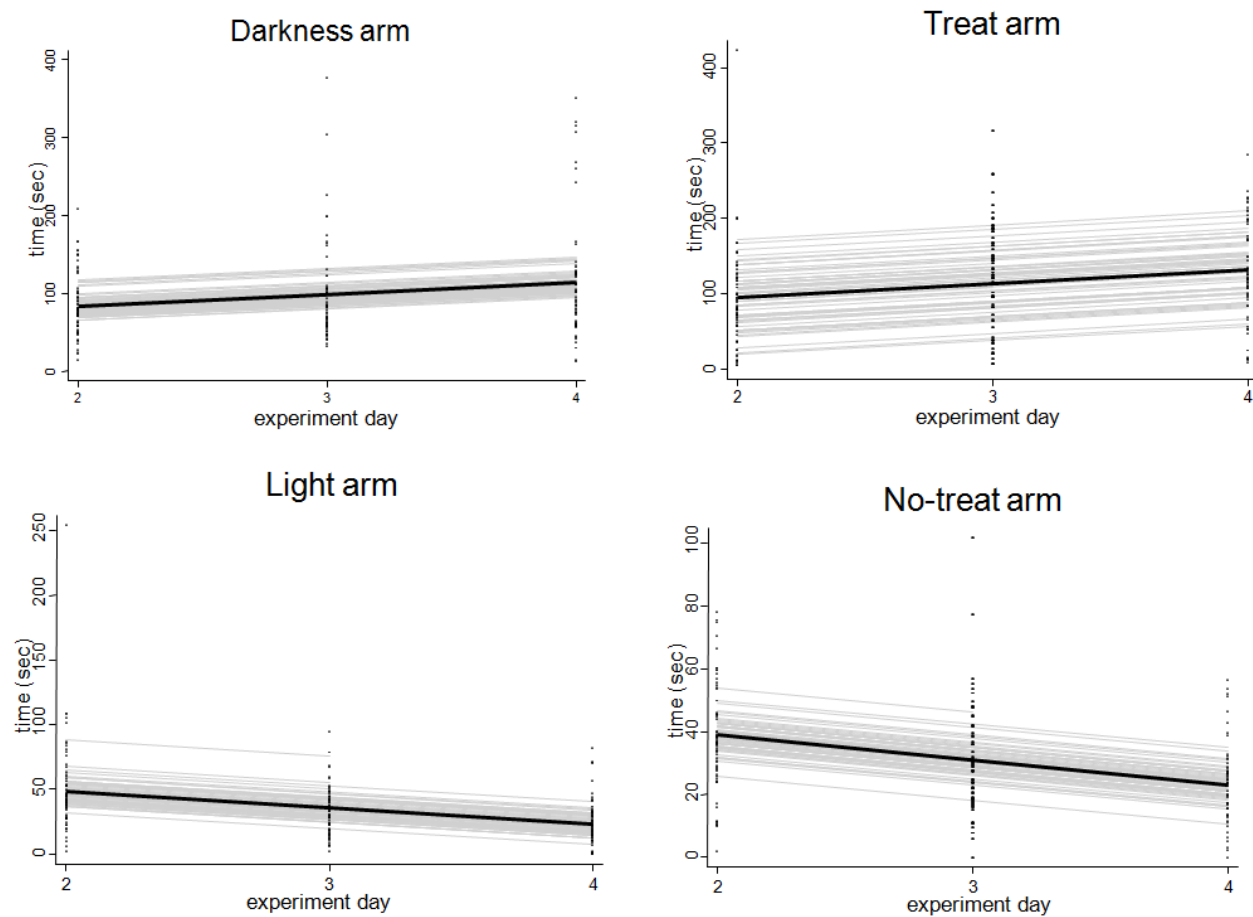 Darkness arm
400
300
200
100
0
time (sec)
2
3
4
experiment day
Treat arm
400
300
200
100
0
time (sec)
2
3
4
experiment day
Light arm
250
200
150
100
50
0
time (sec)
2
3
4
experiment day
No-treat arm
100
80
60
40
20
0
time (sec)
2
3
4
experiment day